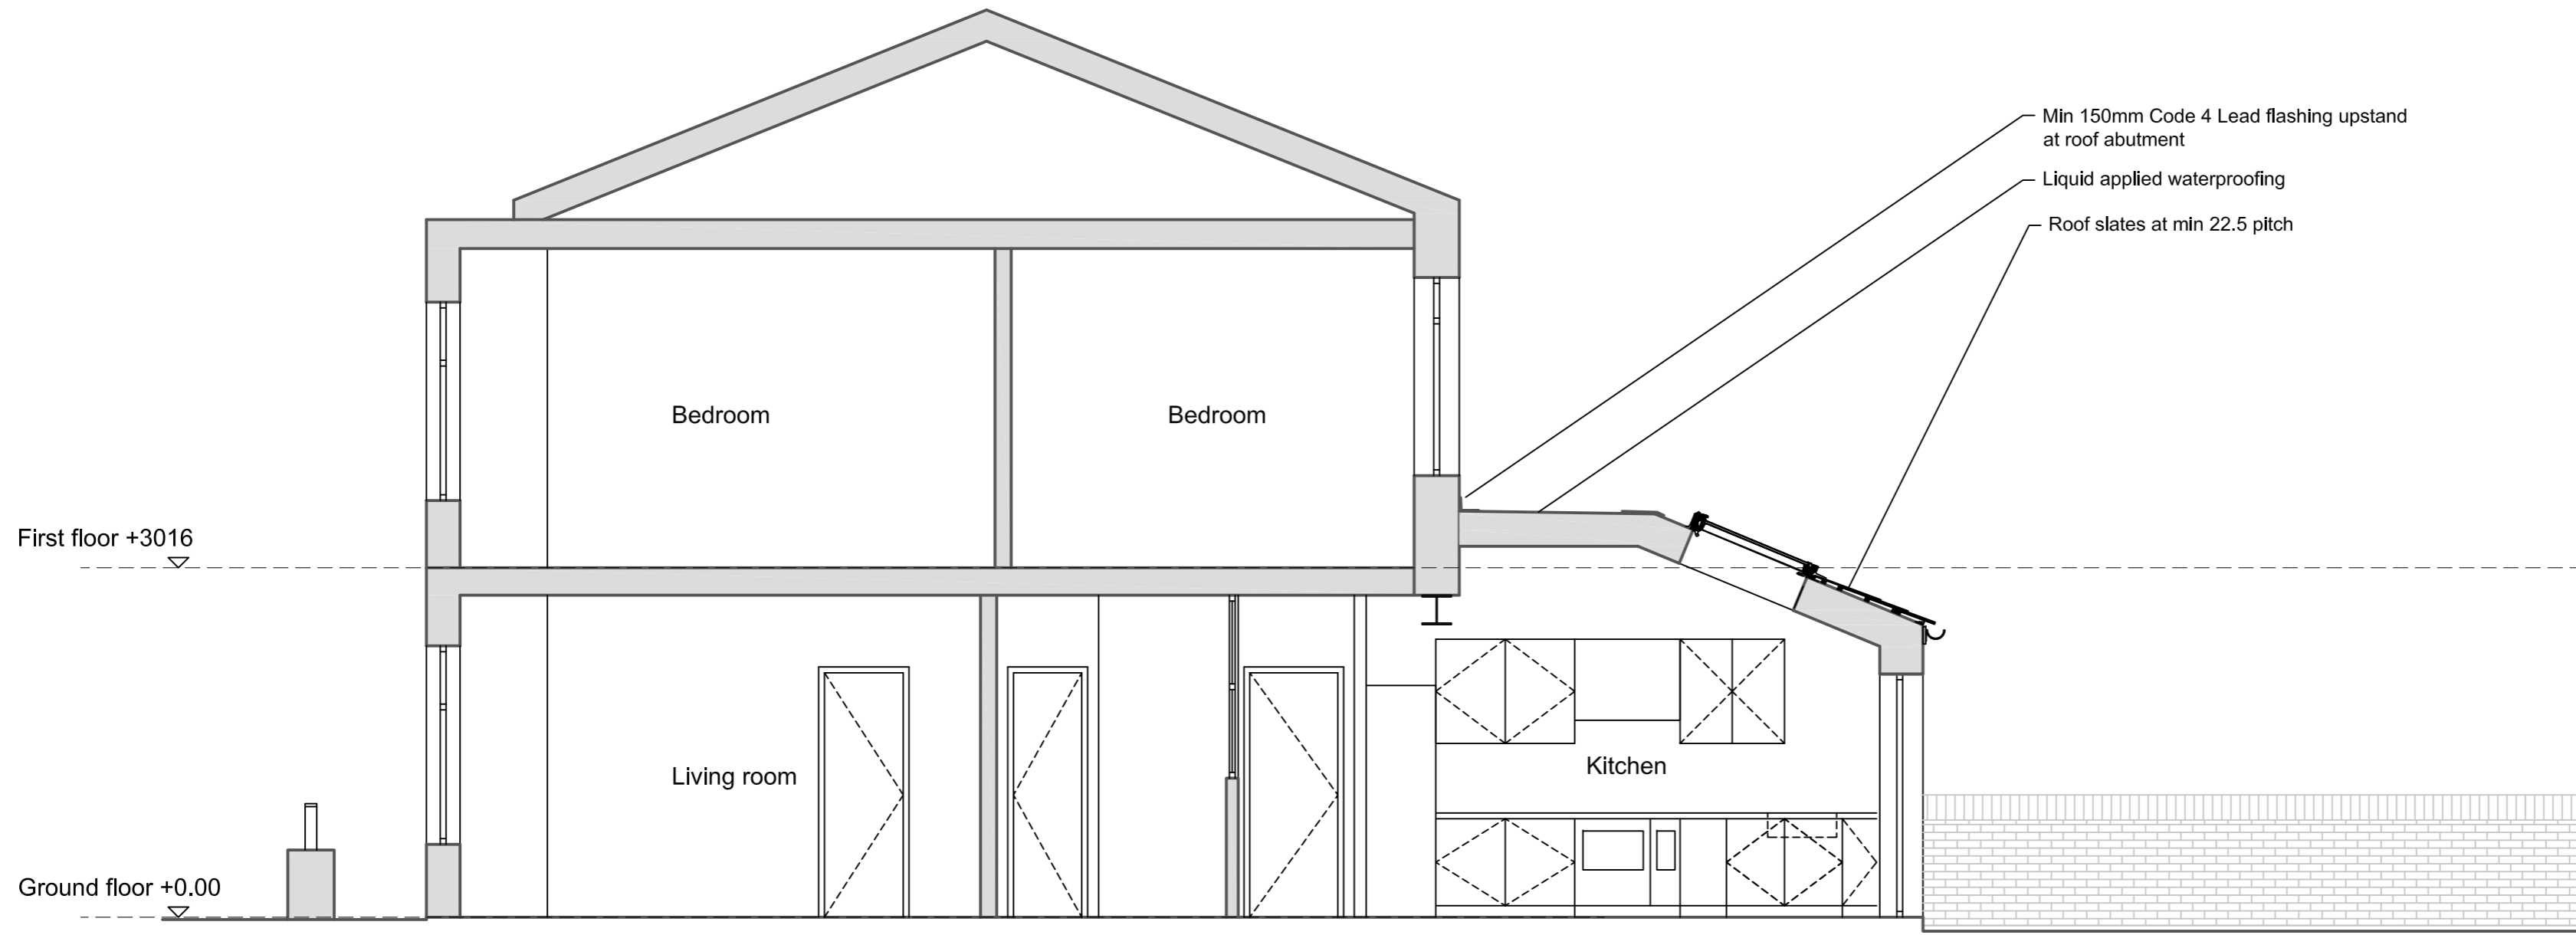 Min 150mm Code 4 Lead flashing upstand
at roof abutment
Liquid applied waterproofing
Roof slates at min 22.5 pitch
Bedroom
Bedroom
First floor +3016
Living room
Kitchen
Ground floor +0.00